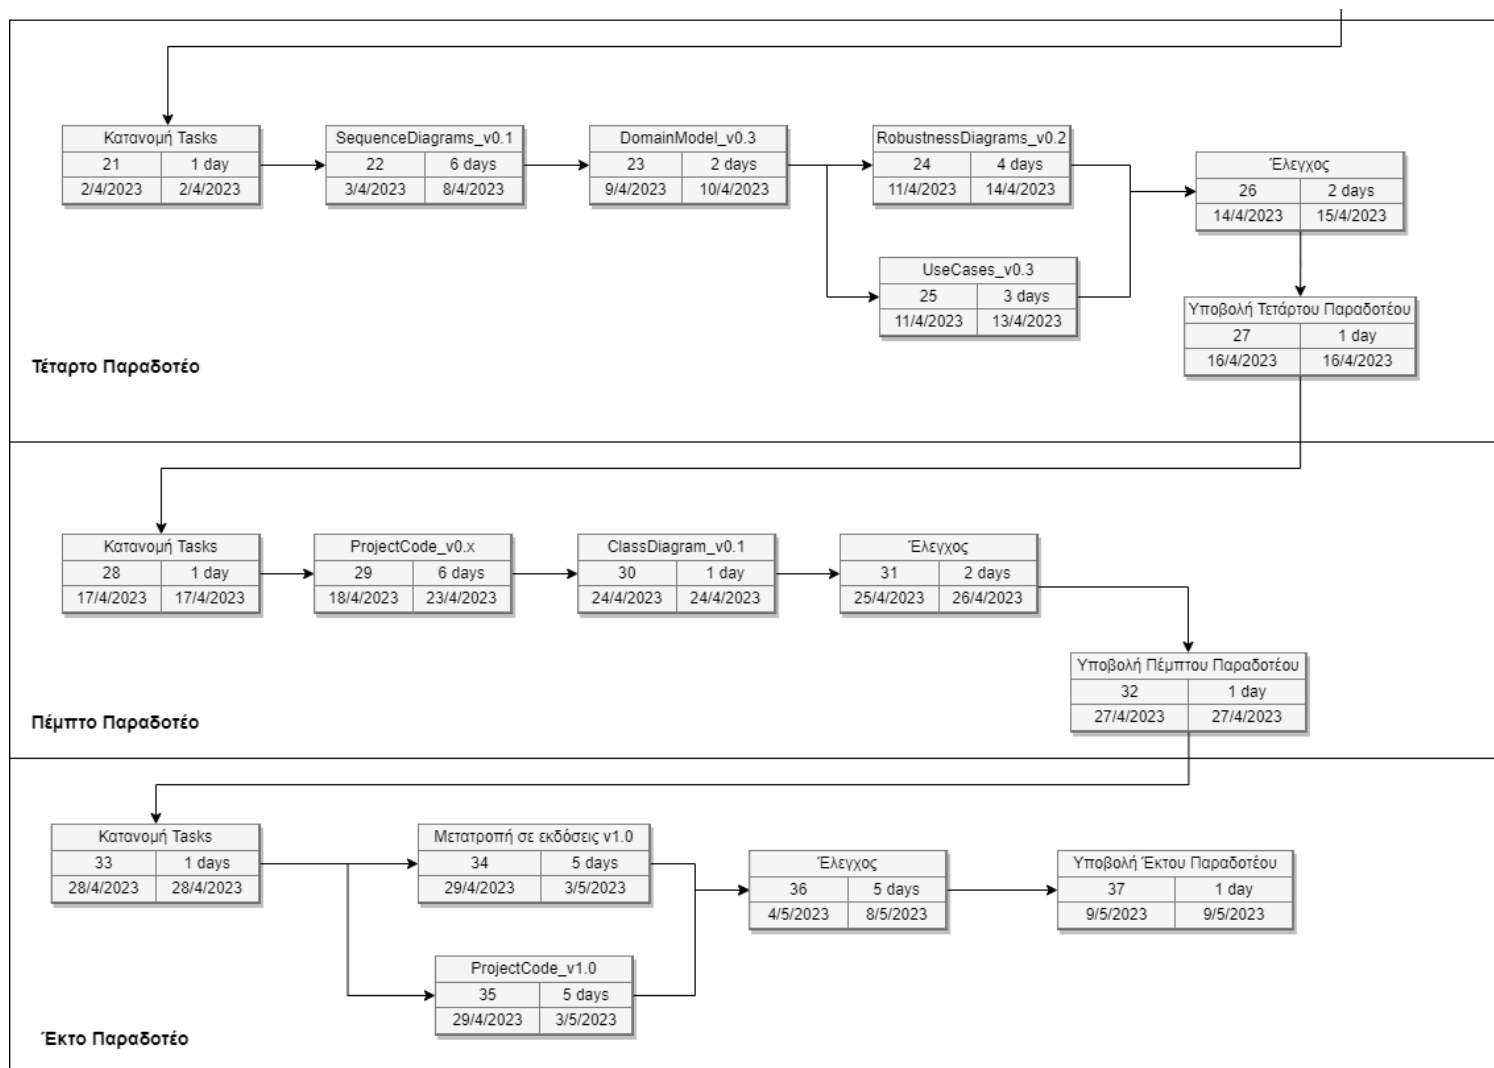 Κατανομή Tasks
21 1 day
2/4/2023 2/4/2023
SequenceDiagrams_v0.1
22 6 days
3/4/2023 8/4/2023
DomainModel_v0.3
23 2 days
9/4/2023 10/4/2023
RobustnessDiagrams_v0.2
24 4 days
11/4/2023 14/4/2023
UseCases_v0.3
25 3 days
11/4/2023 13/4/2023
Έλεγχος
26 2 days
14/4/2023 15/4/2023
Υποβολή Τετάρτου Παραδοτέου
27 1 day
16/4/2023 16/4/2023
Τέταρτο Παραδοτέο
Κατανομή Tasks
28 1 day
17/4/2023 17/4/2023
ProjectCode_v0.x
29 6 days
18/4/2023 23/4/2023
ClassDiagram_v0.1
30 1 day
24/4/2023 24/4/2023
Έλεγχος
31 2 days
25/4/2023 26/4/2023
Υποβολή Πέμπτου Παραδοτέου
32 1 day
27/4/2023 27/4/2023
Πέμπτο Παραδοτέο
Κατανομή Tasks
33 1 days
28/4/2023 28/4/2023
Μετατροπή σε εκδόσεις v1.0
34 5 days
29/4/2023 3/5/2023
ProjectCode_v1.0
35 5 days
29/4/2023 3/5/2023
Έλεγχος
36 5 days
4/5/2023 8/5/2023
Υποβολή Έκτου Παραδοτέου
37 1 day
9/5/2023 9/5/2023
Έκτο Παραδοτέο